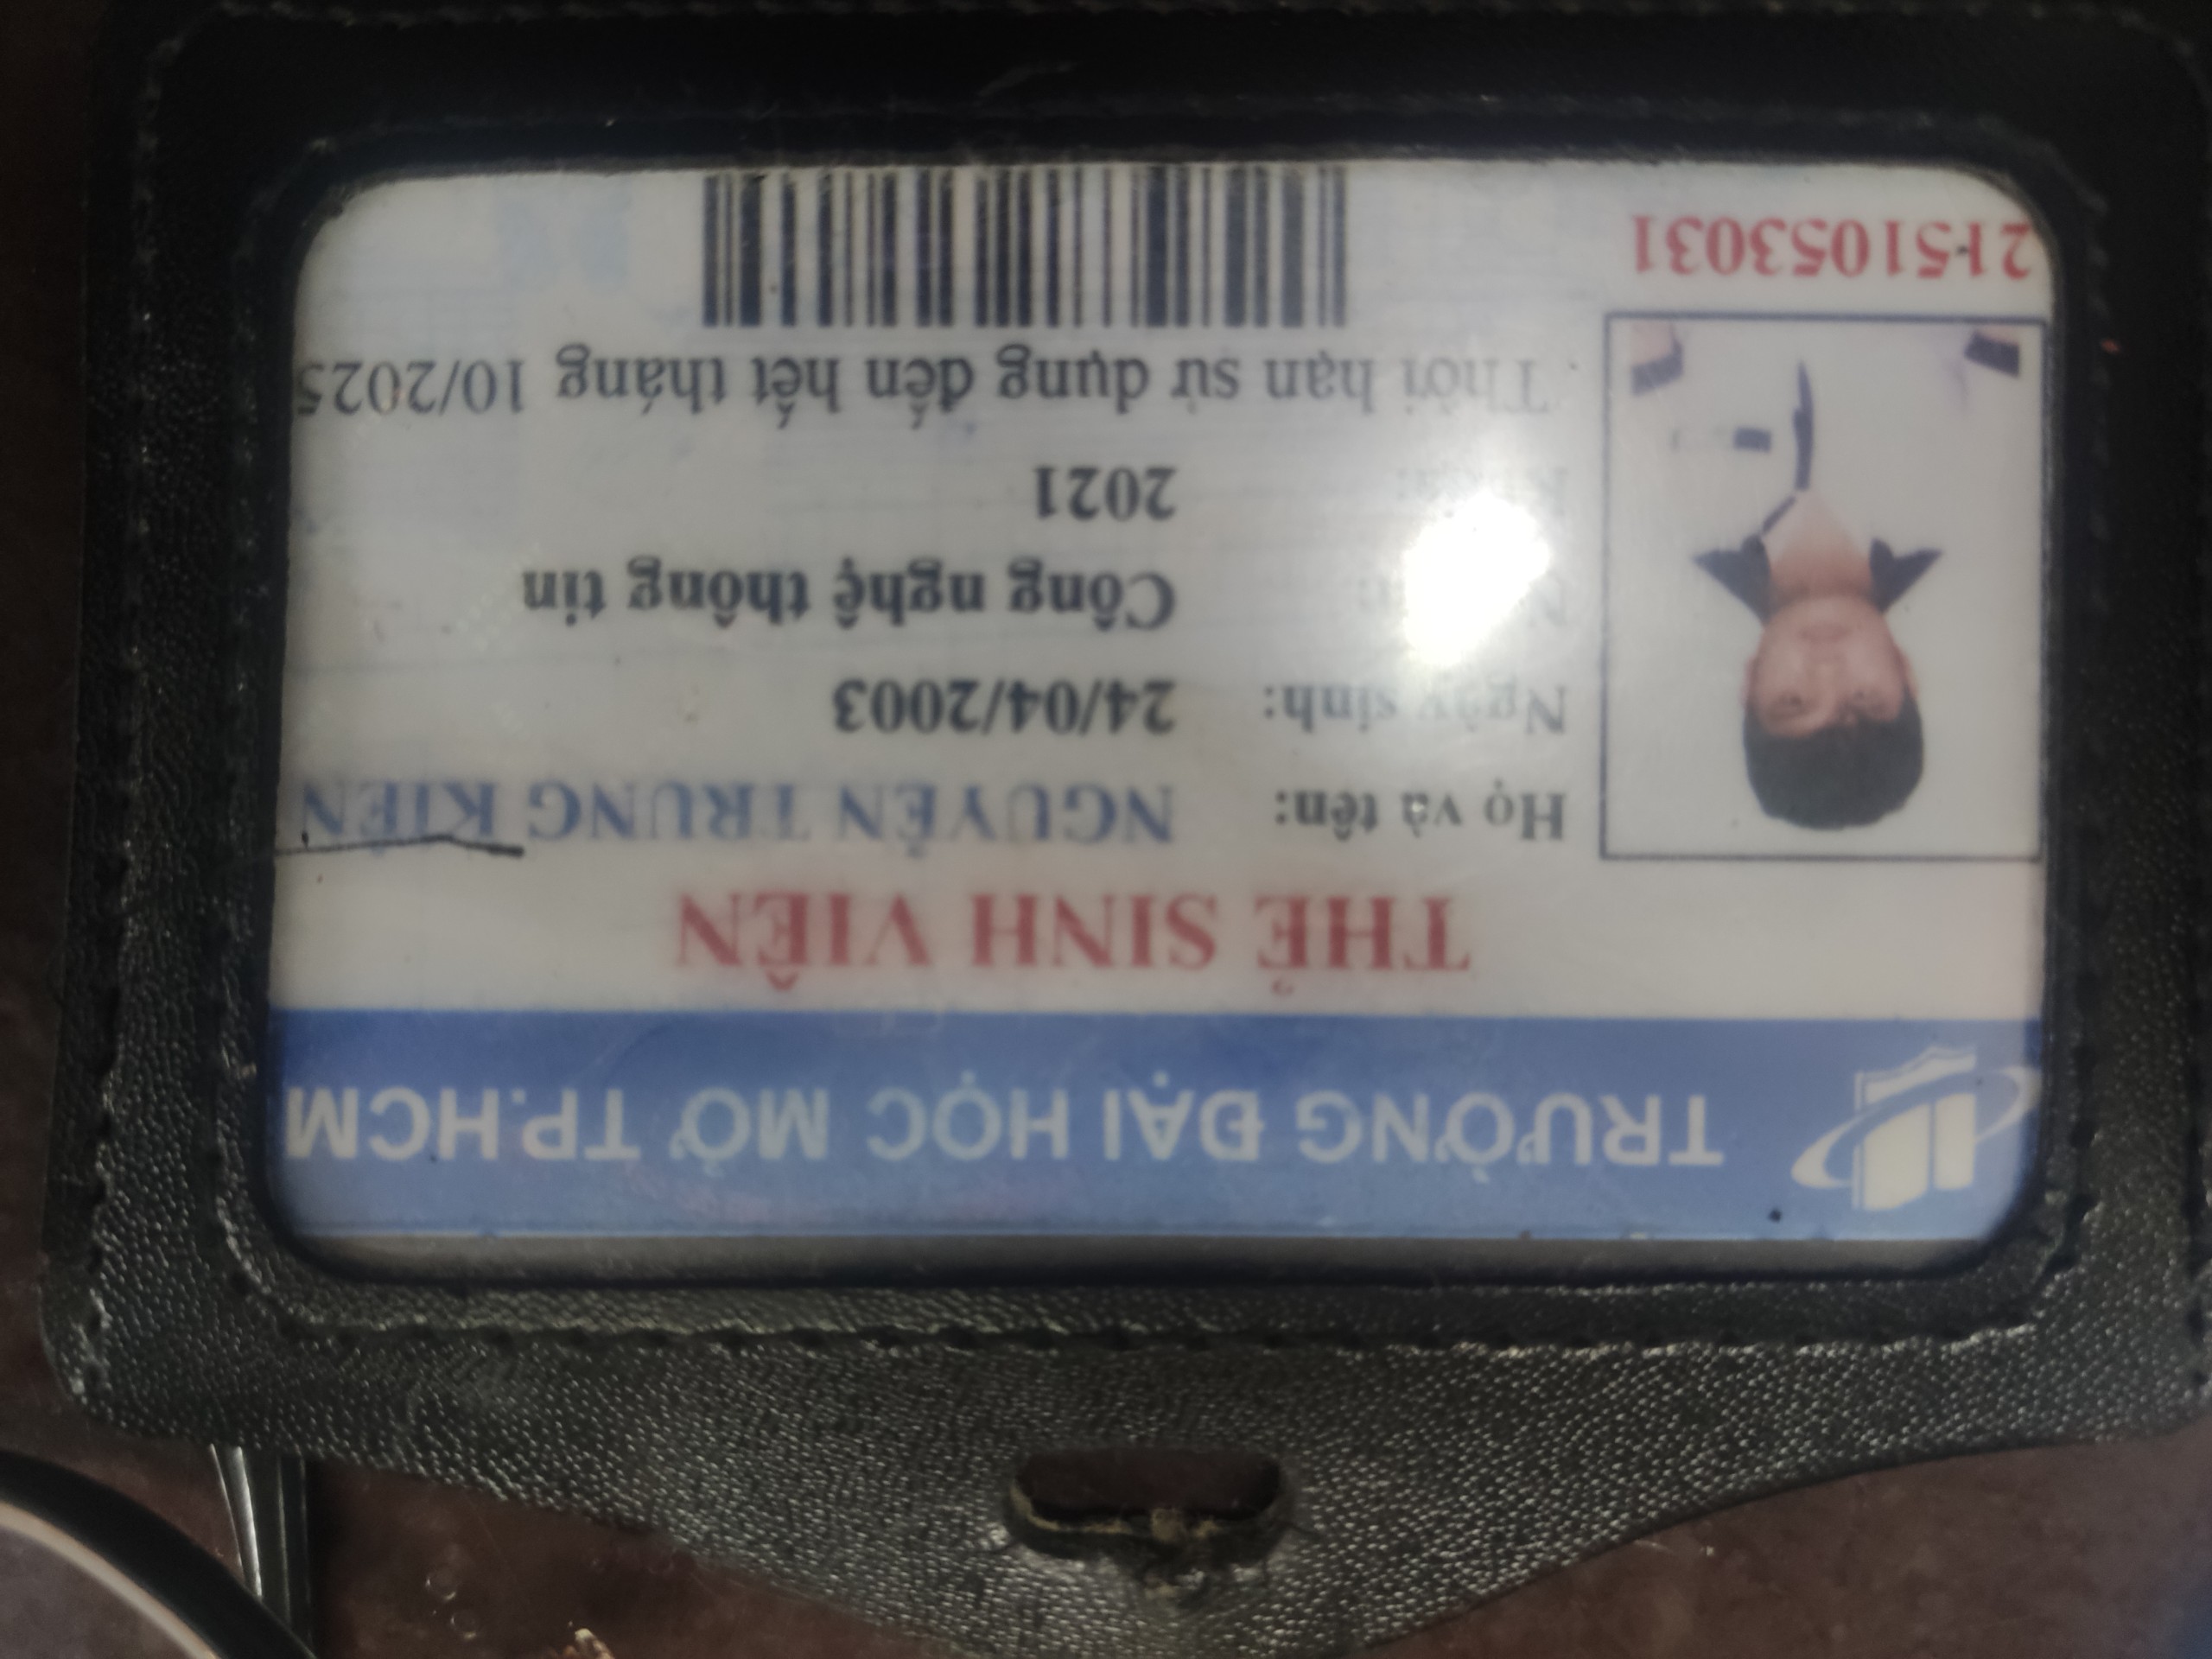 TRƯỜNG ĐẠI HỌC MỞ TP.HCM
THẺ SINH VIÊN
Họ và tên: NGUYỄN TRUNG KIÊN
Ngày sinh: 24/04/2003
Công nghệ thông tin
2021
Thời hạn sử dụng đến hết tháng 10/2025
2151053031